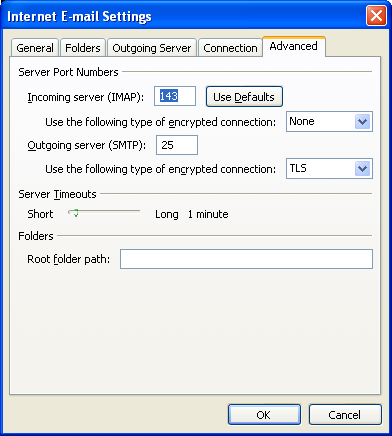 Internet E-mail Settings
General Folders Outgoing Server Connection Advanced
Server Port Numbers
Incoming server (IMAP): 143 Use Defaults
Use the following type of encrypted connection: None
Outgoing server (SMTP): 25
Use the following type of encrypted connection: TLS
Server Timeouts
Short Long 1 minute
Folders
Root folder path:
OK Cancel